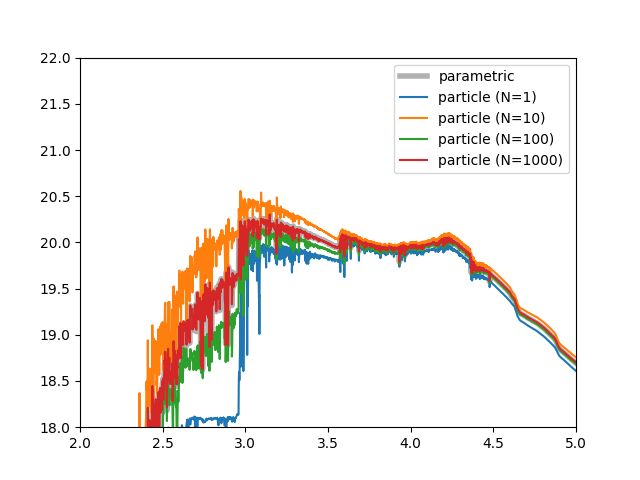 22.0
21.5
21.0
20.5
20.0
19.5
19.0
18.5
18.0
2.0 2.5 3.0 3.5 4.0 4.5 5.0
parametric
particle (N=1)
particle (N=10)
particle (N=100)
particle (N=1000)